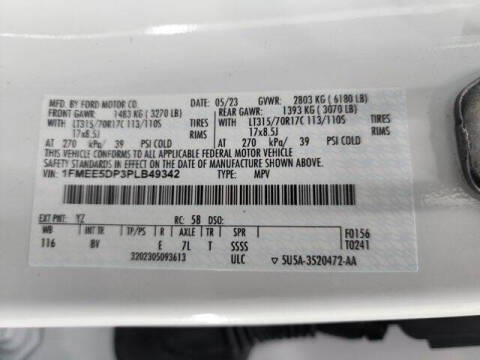 MFD. BY FORD MOTOR CO. 05/23 GVWR: 2803 KG ( 6180 LB)
FRONT GAWR: 1483 KG ( 3270 LB) REAR GAWR: 1393 KG ( 3070 LB)
LT315/70R17C 113/110S TIRES LT315/70R17C 113/110S TIRES
17x8.5J RIMS 17x8.5J RIMS
AT 270 kPa/ 39 PSI COLD AT 270 kPa/ 39 PSI COLD
THIS VEHICLE CONFORMS TO ALL APPLICABLE FEDERAL MOTOR VEHICLE
SAFETY STANDARDS IN EFFECT ON THE DATE OF MANUFACTURE SHOWN ABOVE.
VIN: 1FMEE5DP3PLB49342 TYPE: MPV
EXT PNT: YZ RC: 58 DSO:
WB INT TR TP/PS R AXLE TR SPR F0156
116 BV E 7L T SSSS T0241
3202305093613 ULC 5U5A-3520472-AA